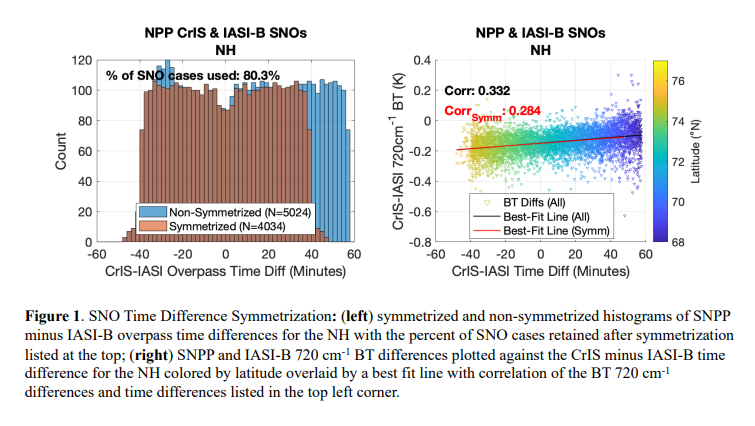 NPP CrIS & IASI-B SNOs
NH
% of SNO cases used: 80.3%
120
100
80
60
40
20
0
Count
Non-Symmetrized (N=5024)
Symmetrized (N=4034)
-60 -40 -20 0 20 40 60
CrIS-IASI Overpass Time Diff (Minutes)
NPP & IASI-B SNOs
NH
Corr: 0.332
Corr_Symm: 0.284
0.4
0.2
0
-0.2
-0.4
-0.6
-0.8
CrIS-IASI 720cm⁻¹ BT (K)
BT Diffs (All)
Best-Fit Line (All)
Best-Fit Line (Symm)
-60 -40 -20 0 20 40 60
CrIS-IASI Time Diff (Minutes)
76
74
72
70
68
Latitude (°N)
Figure 1. SNO Time Difference Symmetrization: (left) symmetrized and non-symmetrized histograms of SNPP
minus IASI-B overpass time differences for the NH with the percent of SNO cases retained after symmetrization
listed at the top; (right) SNPP and IASI-B 720 cm⁻¹ BT differences plotted against the CrIS minus IASI-B time
difference for the NH colored by latitude overlaid by a best fit line with correlation of the BT 720 cm⁻¹
differences and time differences listed in the top left corner.